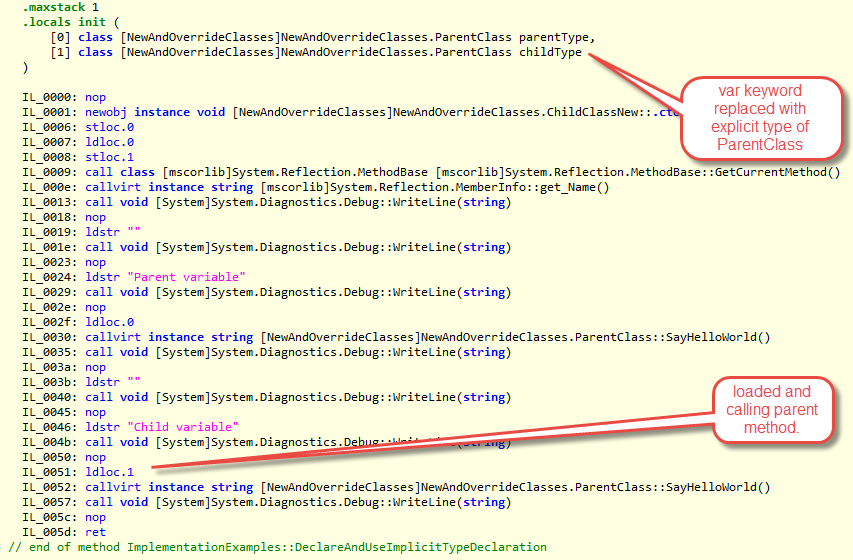 .maxstack 1
.locals init (
[0] class [NewAndOverrideClasses]NewAndOverrideClasses.ParentClass parentType,
[1] class [NewAndOverrideClasses]NewAndOverrideClasses.ParentClass childType
)
var keyword
replaced with
explicit type of
ParentClass
IL_0000: nop
IL_0001: newobj instance void [NewAndOverrideClasses]NewAndOverrideClasses.ChildClassNew::.ct
IL_0006: stloc.0
IL_0007: ldloc.0
IL_0008: stloc.1
IL_0009: call class [mscorlib]System.Reflection.MethodBase [mscorlib]System.Reflection.MethodBase::GetCurrentMethod()
IL_000e: callvirt instance string [mscorlib]System.Reflection.MemberInfo::get_Name()
IL_0013: call void [System]System.Diagnostics.Debug::WriteLine(string)
IL_0018: nop
IL_0019: ldstr ""
IL_001e: call void [System]System.Diagnostics.Debug::WriteLine(string)
IL_0023: nop
IL_0024: ldstr "Parent variable"
IL_0029: call void [System]System.Diagnostics.Debug::WriteLine(string)
IL_002e: nop
IL_002f: ldloc.0
IL_0030: callvirt instance string [NewAndOverrideClasses]NewAndOverrideClasses.ParentClass::SayHelloWorld()
IL_0035: call void [System]System.Diagnostics.Debug::WriteLine(string)
IL_003a: nop
IL_003b: ldstr ""
IL_0040: call void [System]System.Diagnostics.Debug::WriteLine(string)
IL_0045: nop
IL_0046: ldstr "Child variable"
IL_004b: call void [System]System.Diagnostics.Debug::WriteLine(string)
IL_0050: nop
IL_0051: ldloc.1
loaded and
calling parent
method.
IL_0052: callvirt instance string [NewAndOverrideClasses]NewAndOverrideClasses.ParentClass::SayHelloWorld()
IL_0057: call void [System]System.Diagnostics.Debug::WriteLine(string)
IL_005c: nop
IL_005d: ret
// end of method ImplementationExamples::DeclareAndUseImplicitTypeDeclaration